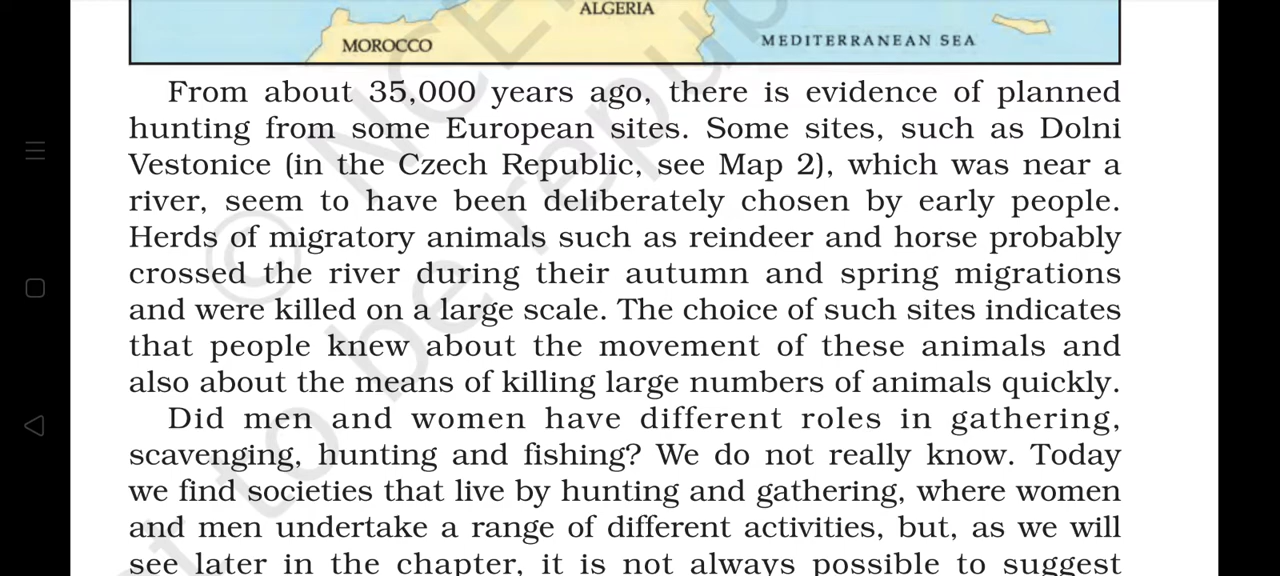 ALGERIA
MOROCCO
MEDITERRANEAN SEA
From about 35,000 years ago, there is evidence of planned
hunting from some European sites. Some sites, such as Dolni
Vestonice (in the Czech Republic, see Map 2), which was near a
river, seem to have been deliberately chosen by early people.
Herds of migratory animals such as reindeer and horse probably
crossed the river during their autumn and spring migrations
and were killed on a large scale. The choice of such sites indicates
that people knew about the movement of these animals and
also about the means of killing large numbers of animals quickly.
Did men and women have different roles in gathering,
scavenging, hunting and fishing? We do not really know. Today
we find societies that live by hunting and gathering, where women
and men undertake a range of different activities, but, as we will
see later in the chapter, it is not always possible to suggest